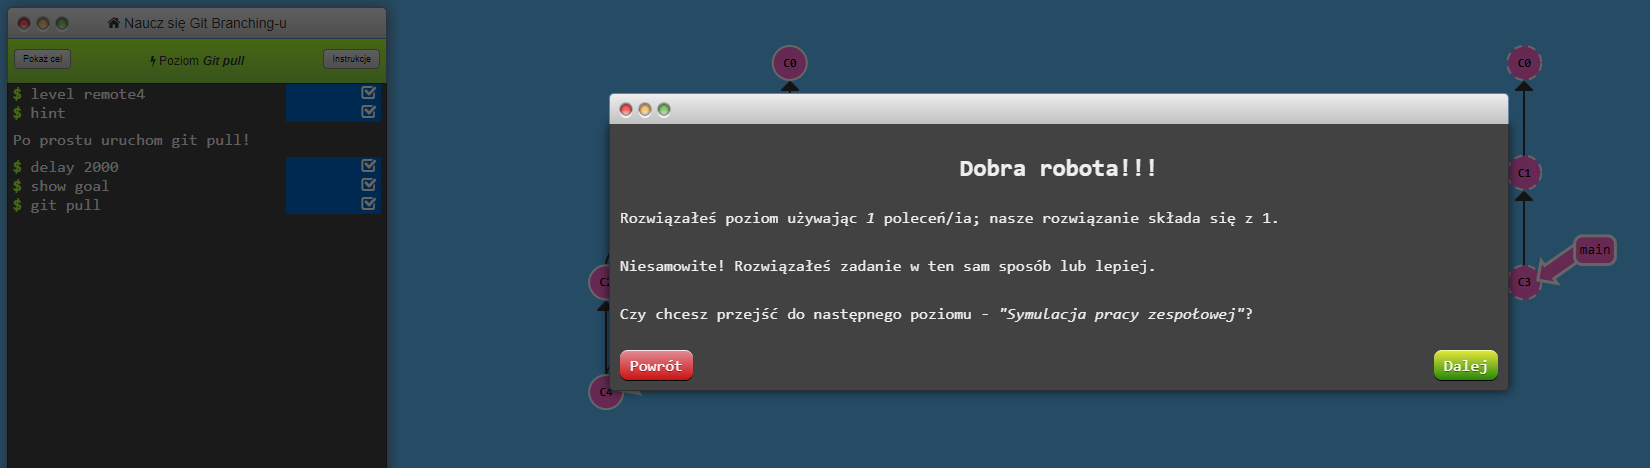 Naucz się Git Branching-u
Pokaż cel
Poziom Git pull
Instrukcje
$ level remote4
$ hint
Po prostu uruchom git pull!
$ delay 2000
$ show goal
$ git pull
C0
C4
Dobra robota!!!
Rozwiązałeś poziom używając 1 poleceń/ia; nasze rozwiązanie składa się z 1.
Niesamowite! Rozwiązałeś zadanie w ten sam sposób lub lepiej.
Czy chcesz przejść do następnego poziomu - "Symulacja pracy zespołowej"?
Powrót
Dalej
C0
C1
main
C3